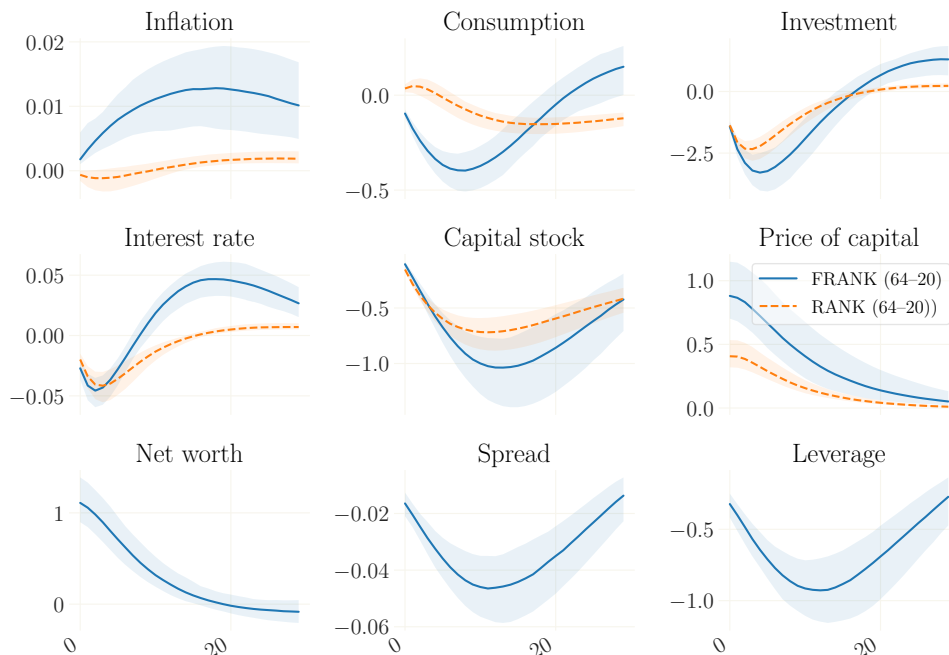 Inflation
Consumption
Investment
0.02
0.01
0.00
0.0
−0.5
0.0
−2.5
Interest rate
Capital stock
Price of capital
0.05
0.00
−0.05
−0.5
−1.0
1.0
0.5
0.0
FRANK (64–20)
RANK (64–20))
Net worth
Spread
Leverage
1
0
−0.02
−0.04
−0.06
−0.5
−1.0
0
20
0
20
0
20